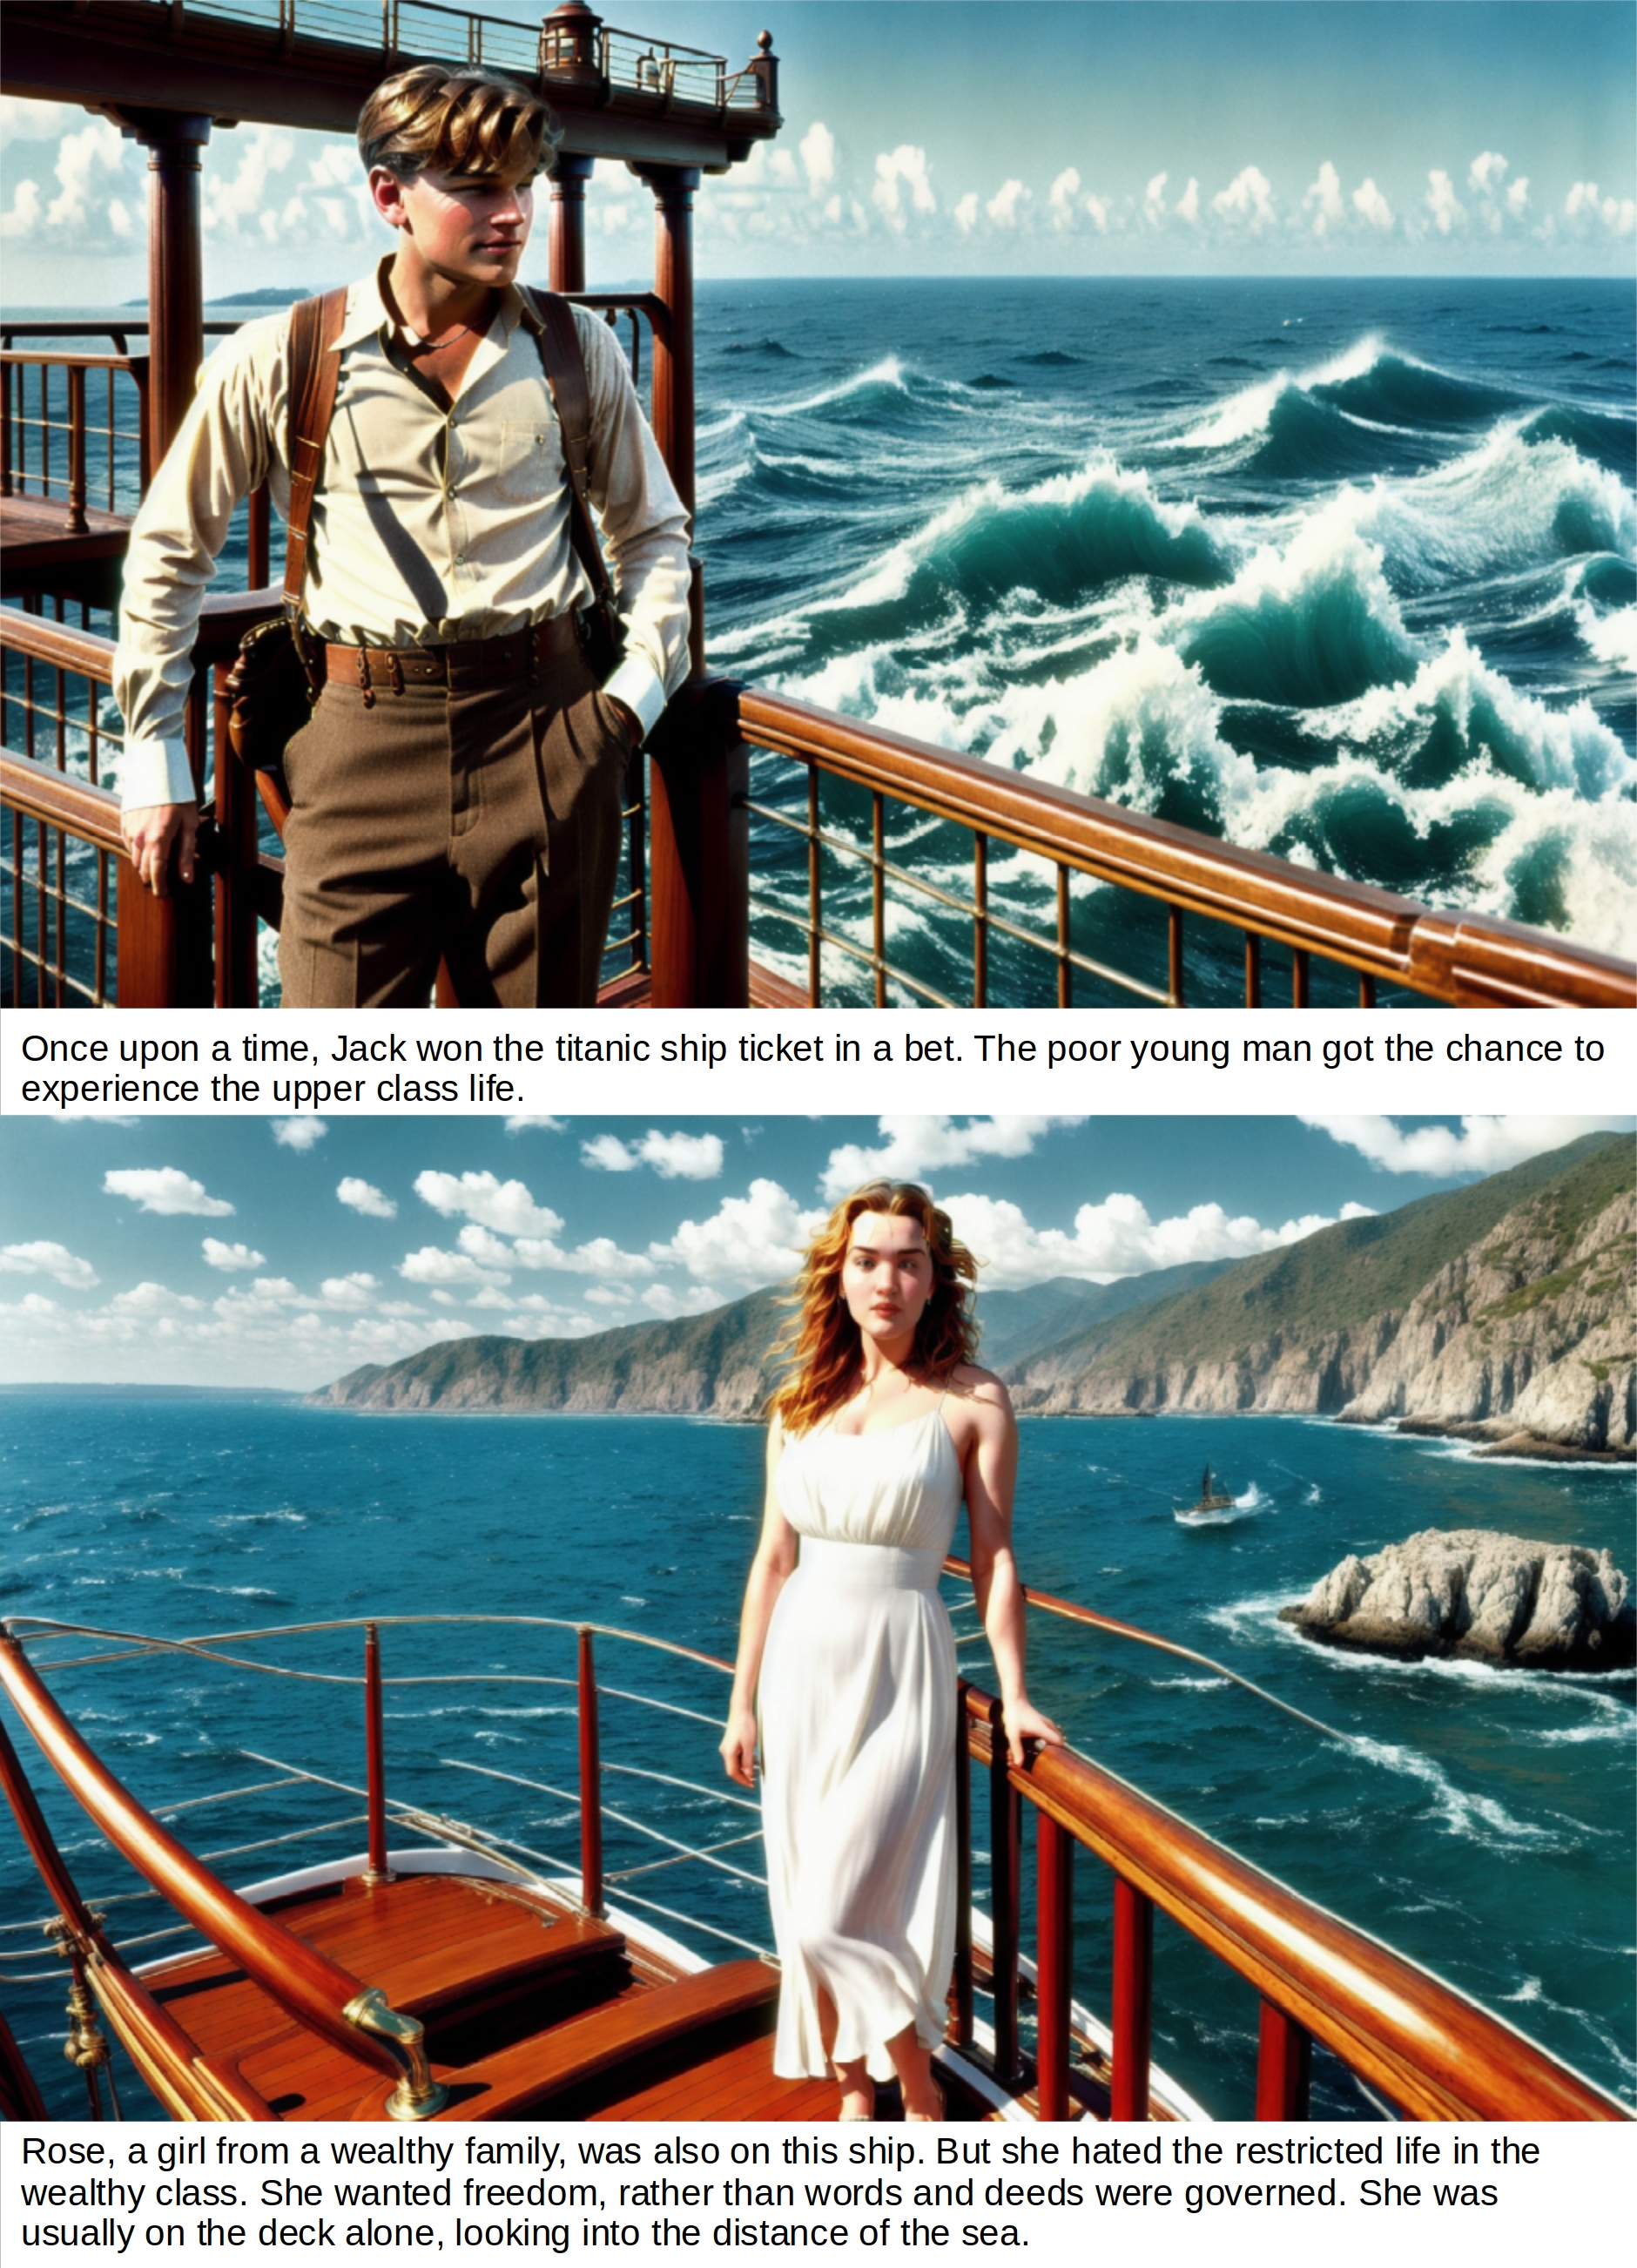 Once upon a time, Jack won the titanic ship ticket in a bet. The poor young man got the chance to
experience the upper class life.
Rose, a girl from a wealthy family, was also on this ship. But she hated the restricted life in the
wealthy class. She wanted freedom, rather than words and deeds were governed. She was
usually on the deck alone, looking into the distance of the sea.